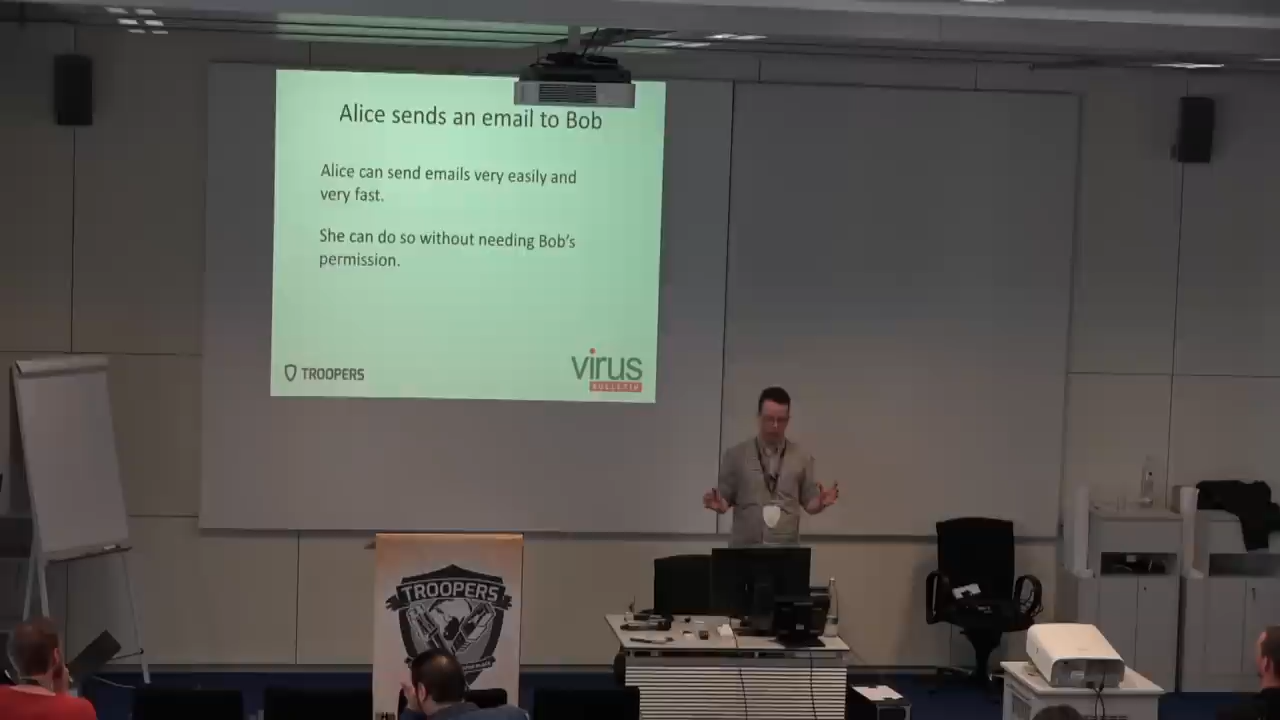 Alice sends an email to Bob
Alice can send emails very easily and
very fast.
She can do so without needing Bob's
permission.
TROOPERS
virus
BULLETIN
TROOPERS